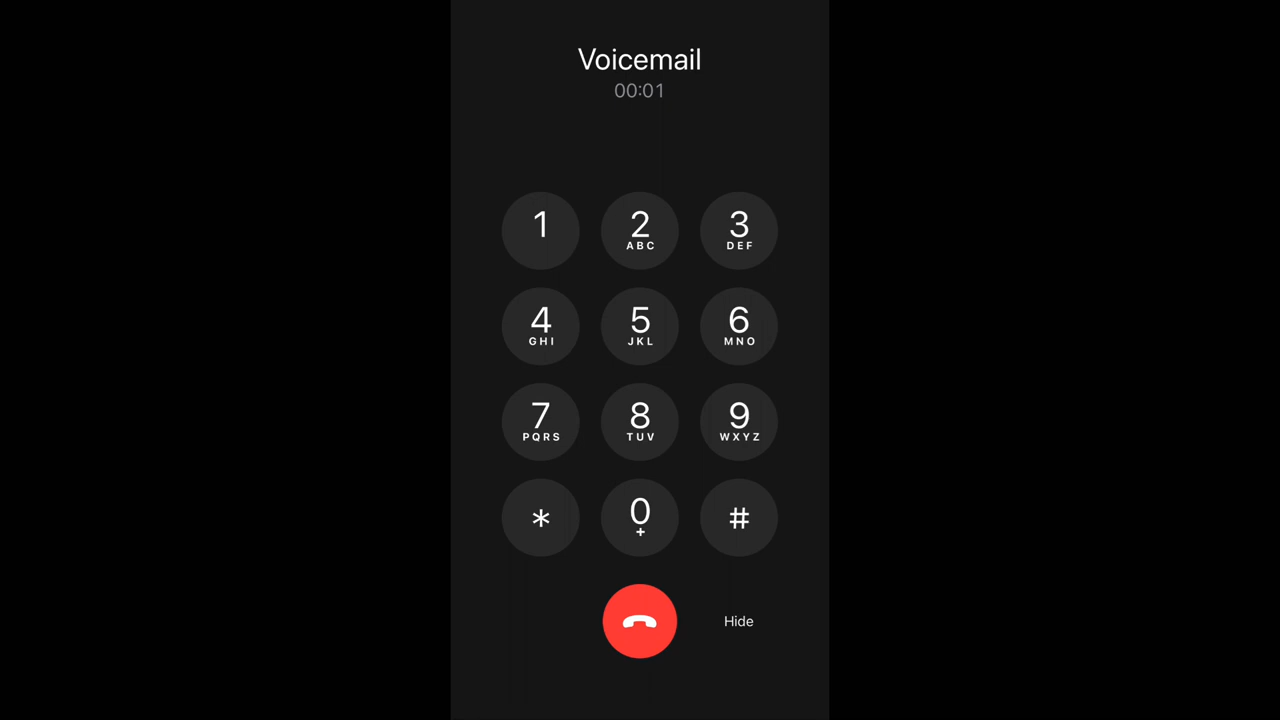 Voicemail
00:01
1 2 3
ABC DEF
4 5 6
GHI JKL MNO
7 8 9
PQRS TUV WXYZ
* 0 #
+
Hide